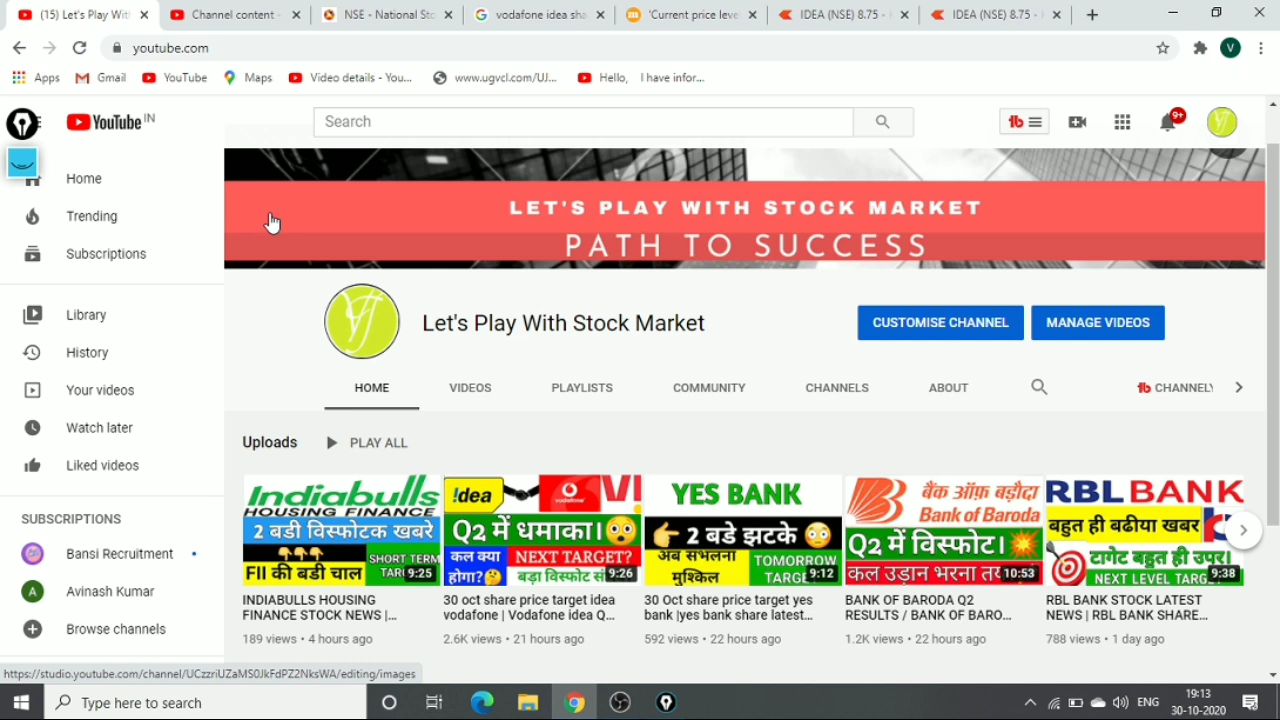 (15) Let's Play Wit
Channel content -
NSE - National Sto
vodafone idea sha
'Current price leve
IDEA (NSE) 8.75 -
IDEA (NSE) 8.75 -
youtube.com
V
Apps
Gmail
YouTube
Maps
Video details - You...
www.ugvcl.com/UJ...
Hello, I have infor...
YouTube IN
Search
9+
Home
Trending
Subscriptions
LET'S PLAY WITH STOCK MARKET
PATH TO SUCCESS
Library
History
Your videos
Watch later
Liked videos
Let's Play With Stock Market
CUSTOMISE CHANNEL
MANAGE VIDEOS
HOME
VIDEOS
PLAYLISTS
COMMUNITY
CHANNELS
ABOUT
CHANNELY
Uploads
PLAY ALL
SUBSCRIPTIONS
Bansi Recruitment
A
Avinash Kumar
Browse channels
Indiabulls
HOUSING FINANCE
2 बडी विस्फोटक खबरे
SHORT TERM
FII की बडी चाल
9:25
INDIABULLS HOUSING
FINANCE STOCK NEWS |...
189 views • 4 hours ago
!dea
vodafone
VI
Q2 में धमाका।
कल क्या
होगा?
NEXT TARGET?
बड़ा विस्फोट
9:26
30 oct share price target idea
vodafone | Vodafone idea Q...
2.6K views • 21 hours ago
YES BANK
2 बडे झटके
अब संभलना
मुश्किल
TOMORROW
9:12
30 Oct share price target yes
bank |yes bank share latest...
592 views • 22 hours ago
बैंक ऑफ़ बड़ौदा
Bank of Baroda
Q2 में विस्फोट।
कल उड़ान भरना
10:53
BANK OF BARODA Q2
RESULTS / BANK OF BARO...
1.2K views • 22 hours ago
RBL BANK
बहुत ही बढीया खबर
टार्गेट बहुत ही उपर।
NEXT LEVEL
9:38
RBL BANK STOCK LATEST
NEWS | RBL BANK SHARE...
788 views • 1 day ago
https://studio.youtube.com/channel/UCzzriUZaMS0JkFdPZ2NksWA/editing/images
Type here to search
ENG
19:13
30-10-2020